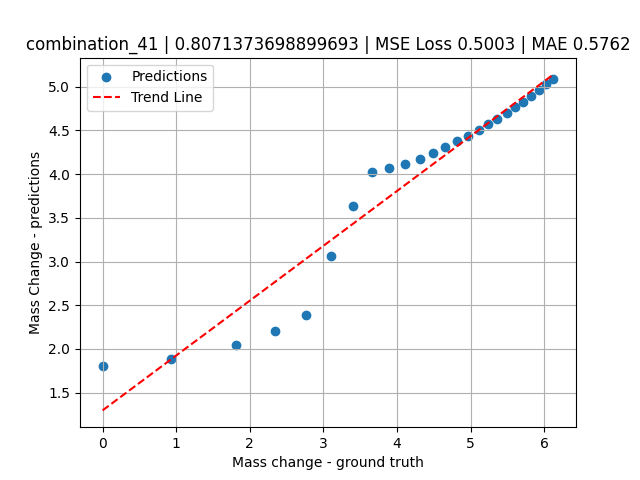 combination_41 | 0.8071373698899693 | MSE Loss 0.5003 | MAE 0.5762
Predictions
Trend Line
5.0
4.5
4.0
3.5
3.0
2.5
2.0
1.5
Mass Change - predictions
0 1 2 3 4 5 6
Mass change - ground truth